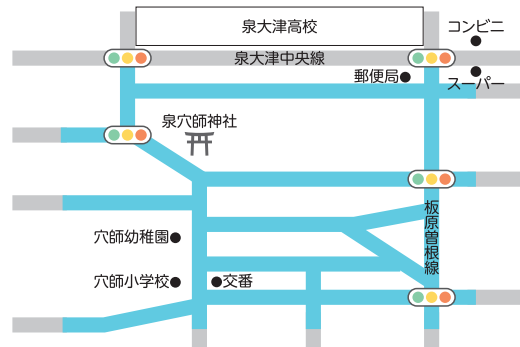 泉大津高校
コンビニ
泉大津中央線
郵便局
スーパー
泉穴師神社
板原曽根線
穴師幼稚園
穴師小学校
交番